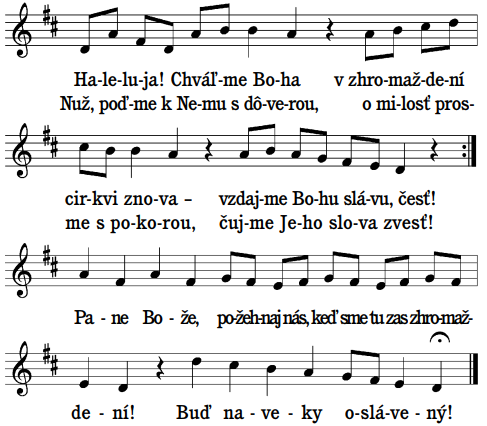 Ha-le-lu-ja! Chváľ-me Bo-ha v zhro-maž-de-ní
Nuž, poď-me k Ne-mu s dô-ve-rou, o mi-losť pros-
cir-kvi zno-va – vzdaj-me Bo-hu slá-vu, česť!
me s po-ko-rou, čuj-me Je-ho slo-va zvesť!
Pa - ne Bo - že, po-žeh-naj nás, keď sme tu zas zhro-maž-
de - ní! Buď na - ve - ky o-slá-ve - ný!